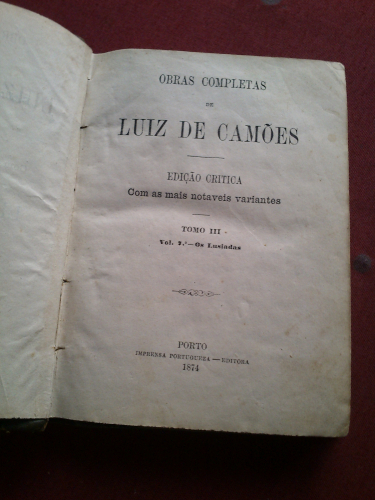 OBRAS COMPLETAS
DE
LUIZ DE CAMÕES
EDIÇÃO CRITICA
Com as mais notaveis variantes
TOMO III
Vol. 7.º—Os Lusiadas
PORTO
IMPRENSA PORTUGUEZA — EDITORA
1874